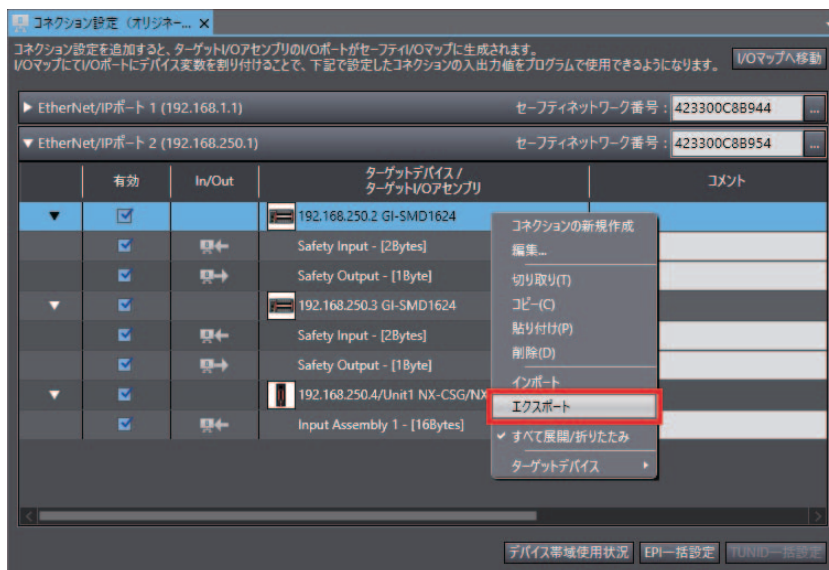 コネクション設定（オリジネー... ×
コネクション設定を追加すると、ターゲットI/OアセンブリのI/OポートがセーフティI/Oマップに生成されます。
I/OマップにてI/Oポートにデバイス変数を割り付けることで、下記で設定したコネクションの入出力値をプログラムで使用できるようになります。
I/Oマップへ移動
▶ EtherNet/IPポート 1 (192.168.1.1) セーフティネットワーク番号 : 423300C8B944 ...
▼ EtherNet/IPポート 2 (192.168.250.1) セーフティネットワーク番号 : 423300C8B954 ...
有効 In/Out ターゲットデバイス / ターゲットI/Oアセンブリ コメント
192.168.250.2 GI-SMD1624
Safety Input - [2Bytes]
Safety Output - [1Byte]
192.168.250.3 GI-SMD1624
Safety Input - [2Bytes]
Safety Output - [1Byte]
192.168.250.4/Unit1 NX-CSG/NX
Input Assembly 1 - [16Bytes]
コネクションの新規作成
編集...
切り取り(T)
コピー(C)
貼り付け(P)
削除(D)
インポート
エクスポート
すべて展開/折りたたみ
ターゲットデバイス
デバイス帯域使用状況 EPI一括設定 TUNID一括設定